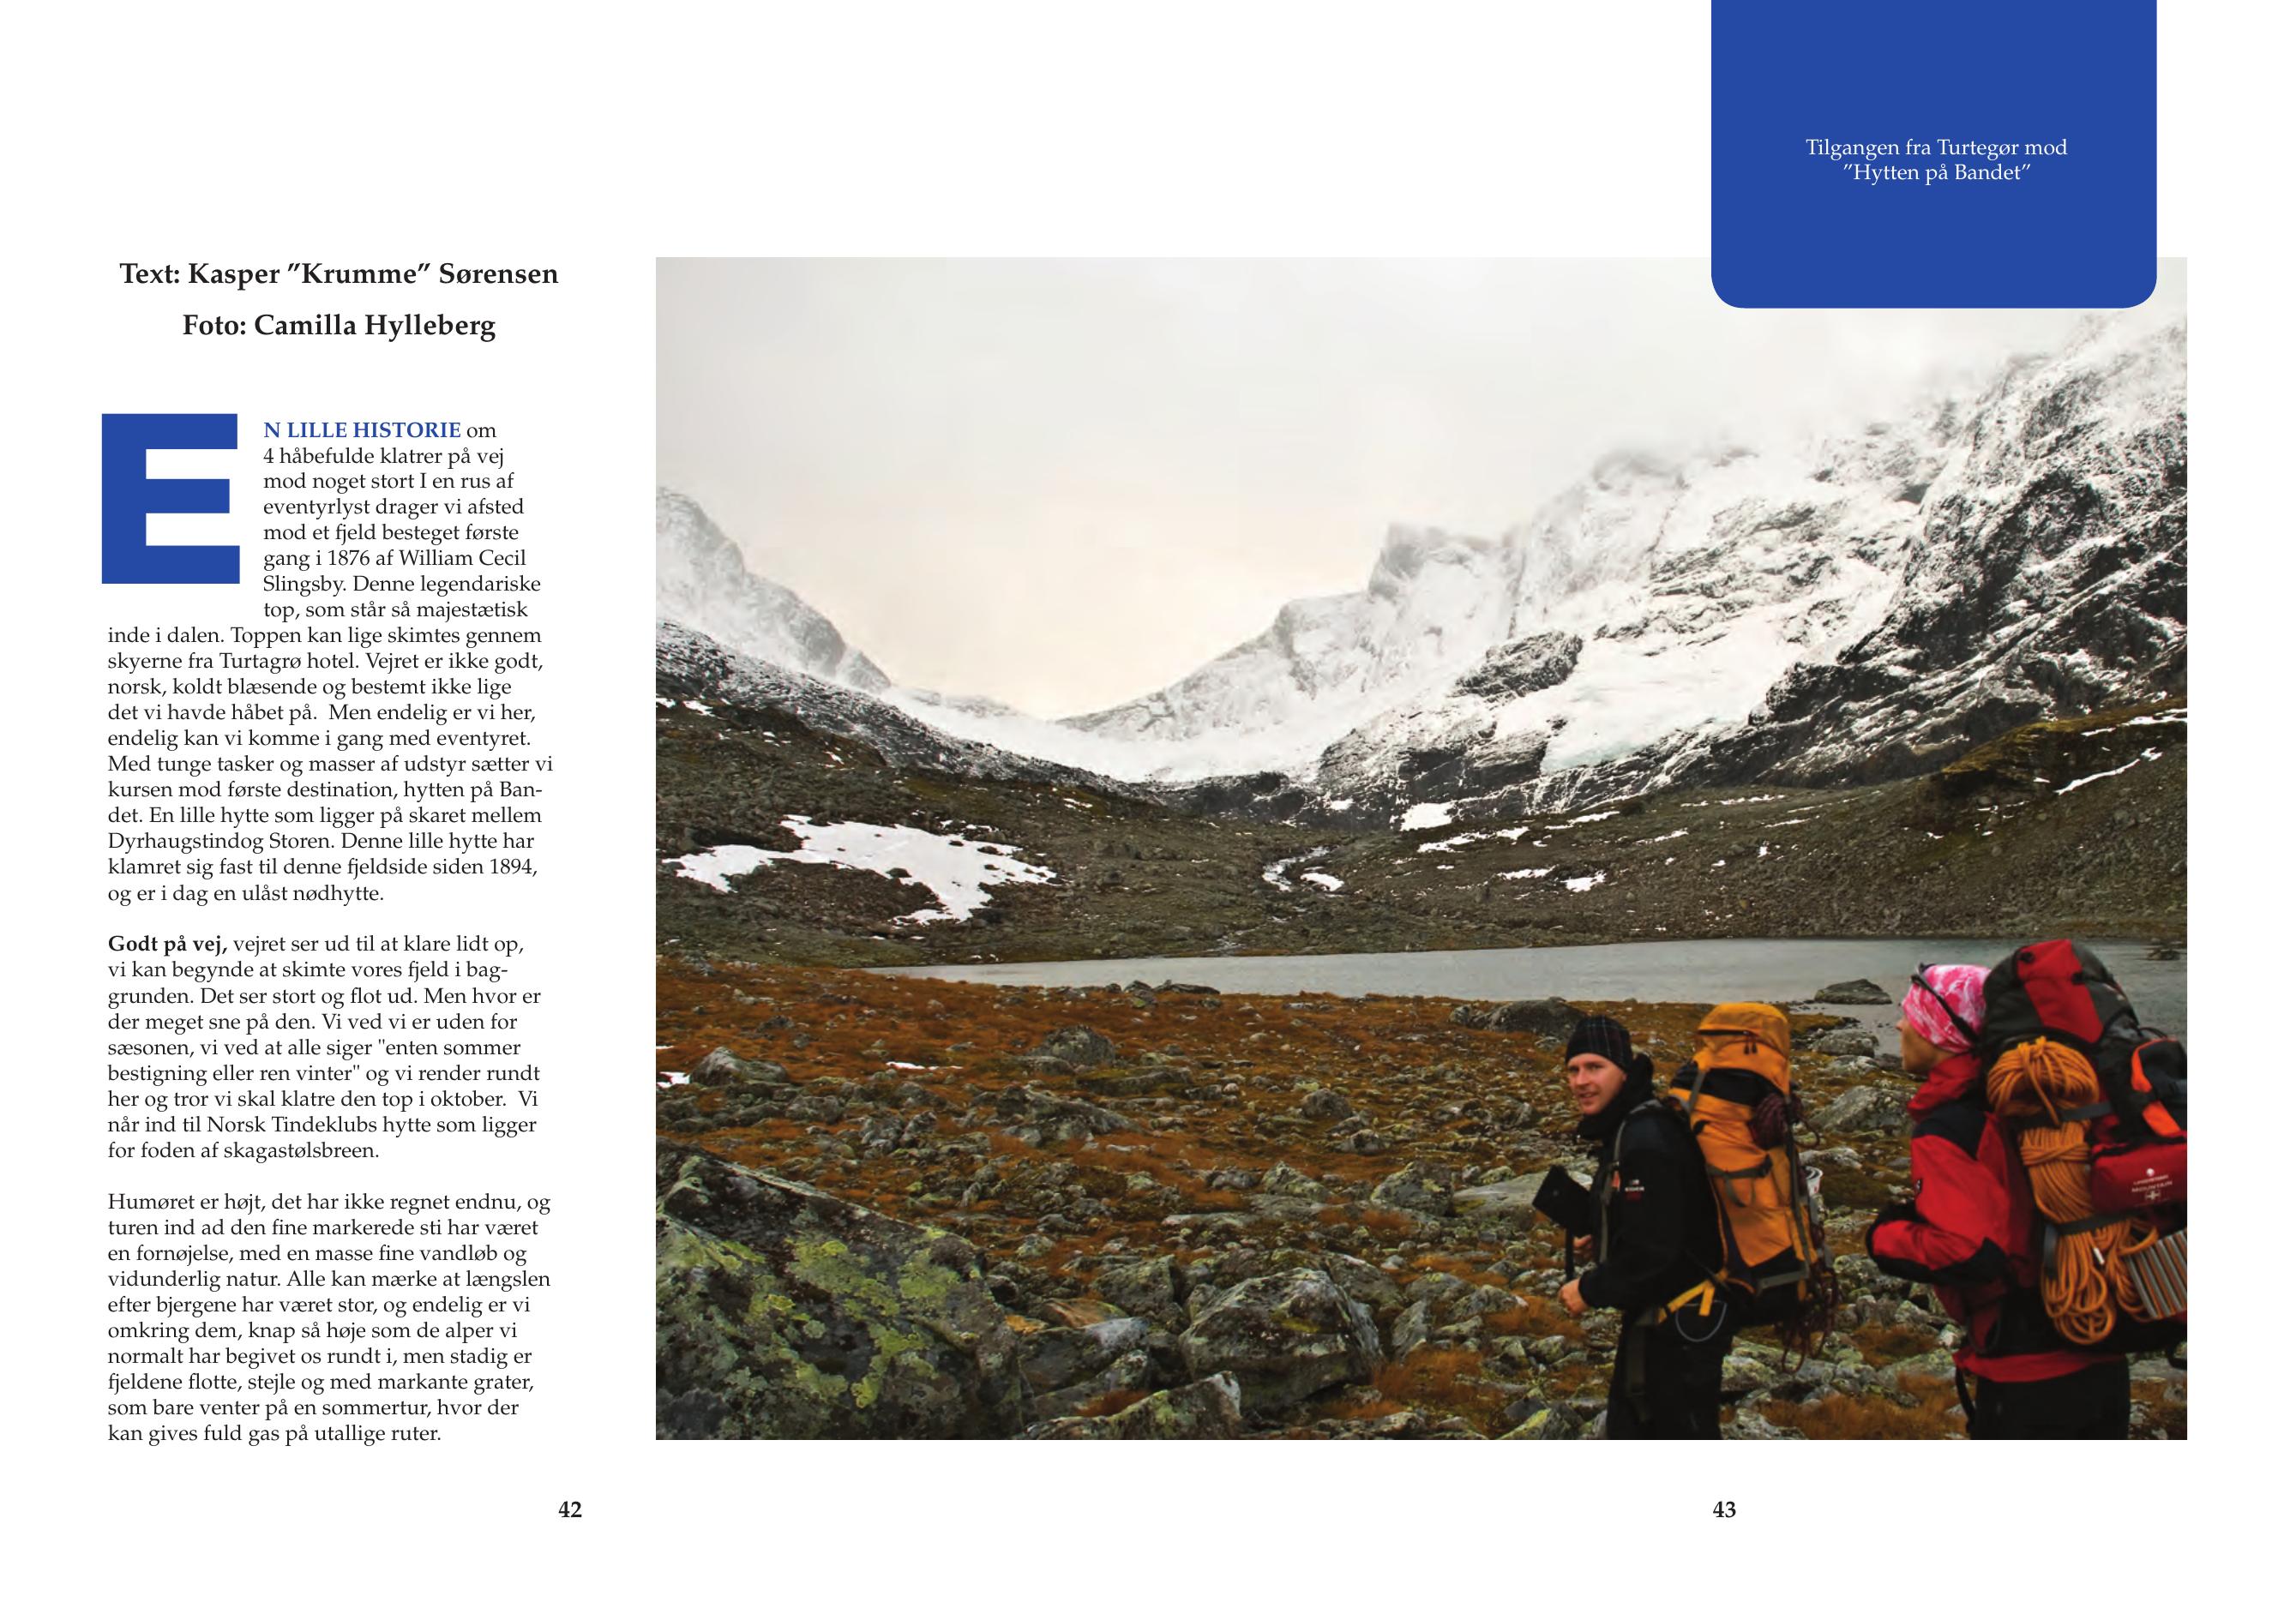 Tilgangen fra Turtegør mod
”Hytten på Bandet”
Text: Kasper ”Krumme” Sørensen
Foto: Camilla Hylleberg
EN LILLE HISTORIE om
4 håbefulde klatrer på vej
mod noget stort I en rus af
eventyrlyst drager vi afsted
mod et fjeld besteget første
gang i 1876 af William Cecil
Slingsby. Denne legendariske
top, som står så majestætisk
inde i dalen. Toppen kan lige skimtes gennem
skyerne fra Turtagrø hotel. Vejret er ikke godt,
norsk, koldt blæsende og bestemt ikke lige
det vi havde håbet på.  Men endelig er vi her,
endelig kan vi komme i gang med eventyret.
Med tunge tasker og masser af udstyr sætter vi
kursen mod første destination, hytten på Ban-
det. En lille hytte som ligger på skaret mellem
Dyrhaugstindog Storen. Denne lille hytte har
klamret sig fast til denne fjeldside siden 1894,
og er i dag en ulåst nødhytte.
Godt på vej, vejret ser ud til at klare lidt op,
vi kan begynde at skimte vores fjeld i bag-
grunden. Det ser stort og flot ud. Men hvor er
der meget sne på den. Vi ved vi er uden for
sæsonen, vi ved at alle siger "enten sommer
bestigning eller ren vinter" og vi render rundt
her og tror vi skal klatre den top i oktober.  Vi
når ind til Norsk Tindeklubs hytte som ligger
for foden af skagastølsbreen.
Humøret er højt, det har ikke regnet endnu, og
turen ind ad den fine markerede sti har været
en fornøjelse, med en masse fine vandløb og
vidunderlig natur. Alle kan mærke at længslen
efter bjergene har været stor, og endelig er vi
omkring dem, knap så høje som de alper vi
normalt har begivet os rundt i, men stadig er
fjeldene flotte, stejle og med markante grater,
som bare venter på en sommertur, hvor der
kan gives fuld gas på utallige ruter.
42
43